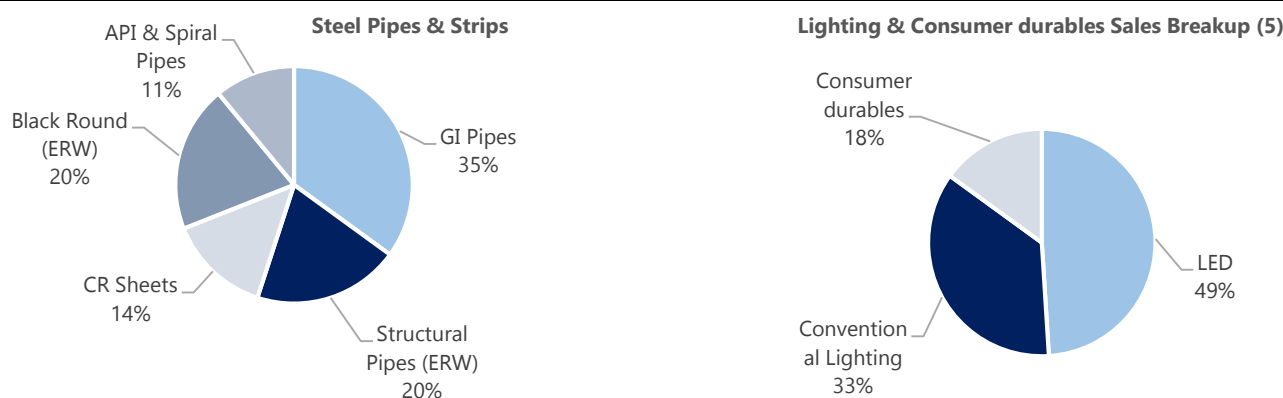 Steel Pipes & Strips
API & Spiral
Pipes
11%
Black Round
(ERW)
20%
GI Pipes
35%
CR Sheets
14%
Structural
Pipes (ERW)
20%
Lighting & Consumer durables Sales Breakup (5)
Consumer
durables
18%
LED
49%
Convention
al Lighting
33%